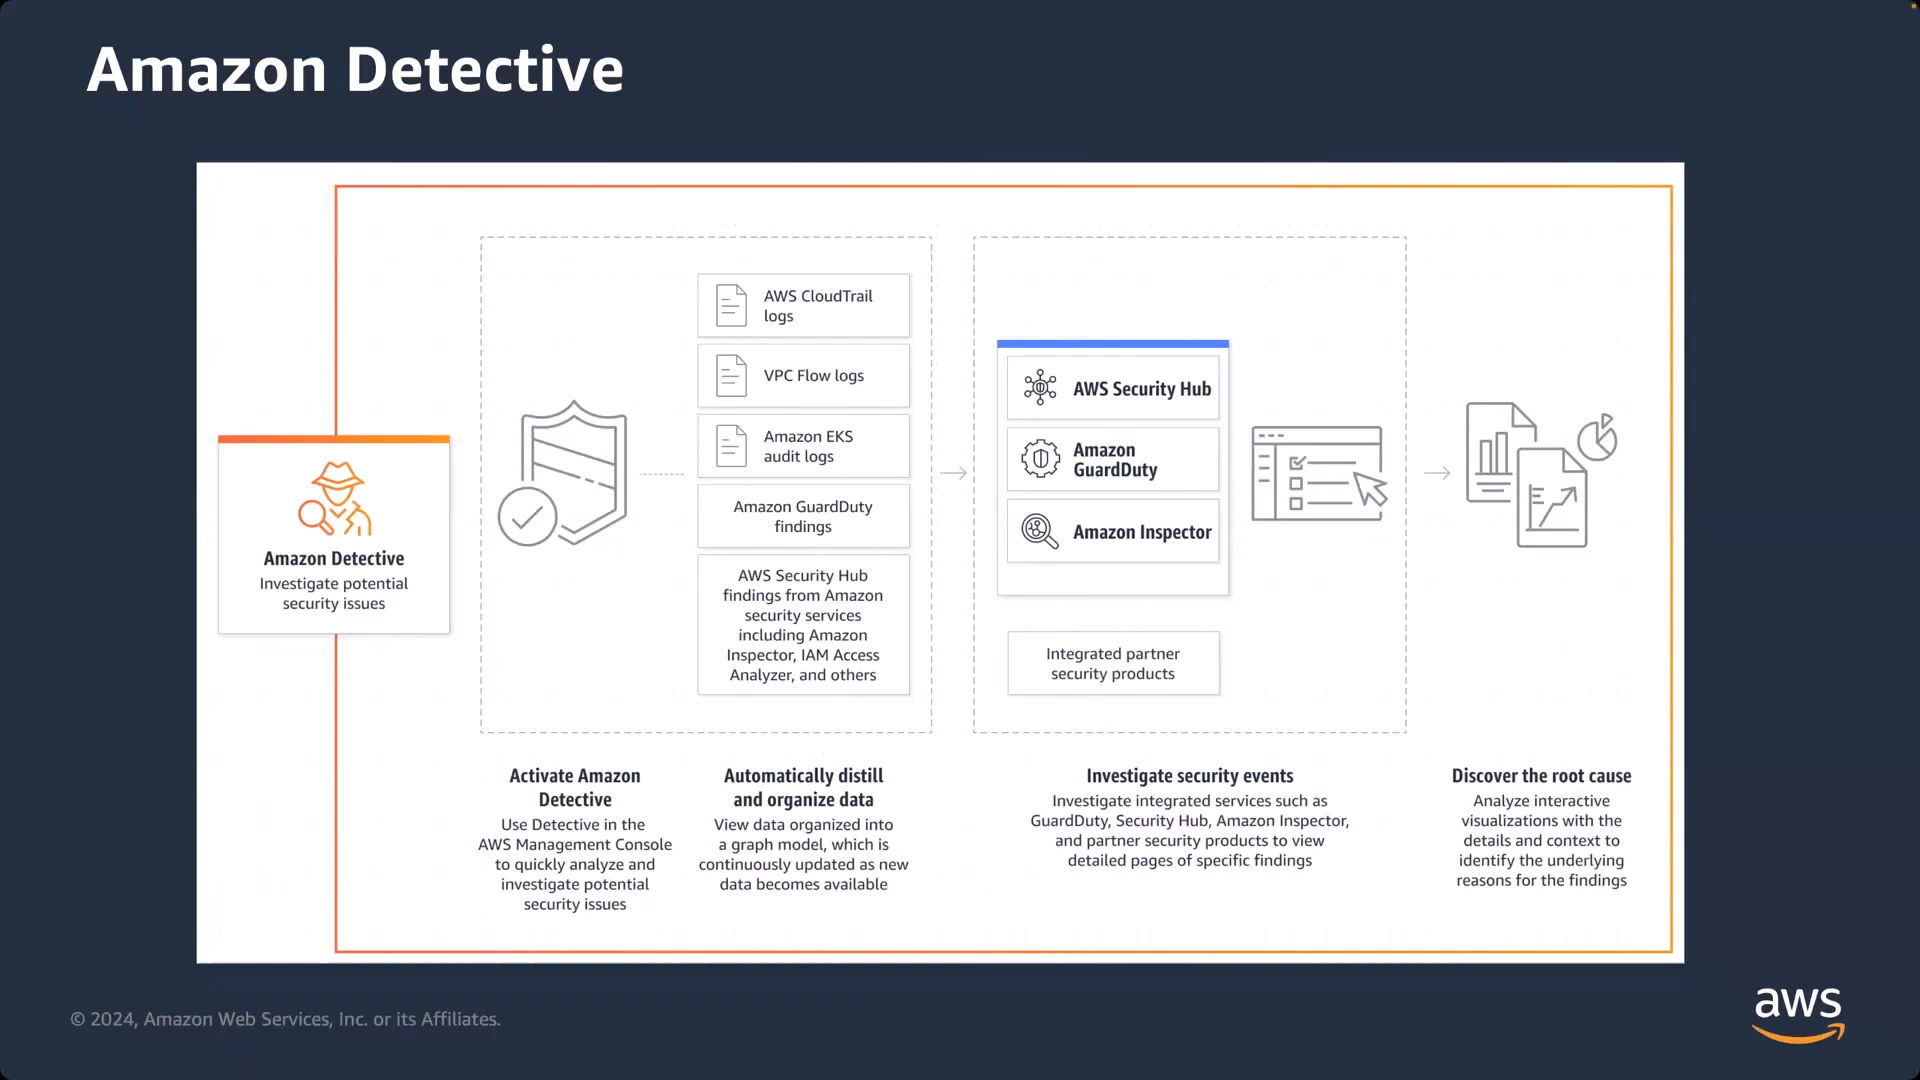 Amazon Detective
Amazon Detective
Investigate potential
security issues
AWS CloudTrail
logs
VPC Flow logs
Amazon EKS
audit logs
Amazon GuardDuty
findings
AWS Security Hub
findings from Amazon
security services
including Amazon
Inspector, IAM Access
Analyzer, and others
AWS Security Hub
Amazon
GuardDuty
Amazon Inspector
Integrated partner
security products
Activate Amazon
Detective
Use Detective in the
AWS Management Console
to quickly analyze and
investigate potential
security issues
Automatically distill
and organize data
View data organized into
a graph model, which is
continuously updated as new
data becomes available
Investigate security events
Investigate integrated services such as
GuardDuty, Security Hub, Amazon Inspector,
and partner security products to view
detailed pages of specific findings
Discover the root cause
Analyze interactive
visualizations with the
details and context to
identify the underlying
reasons for the findings
© 2024, Amazon Web Services, Inc. or its Affiliates.
aws